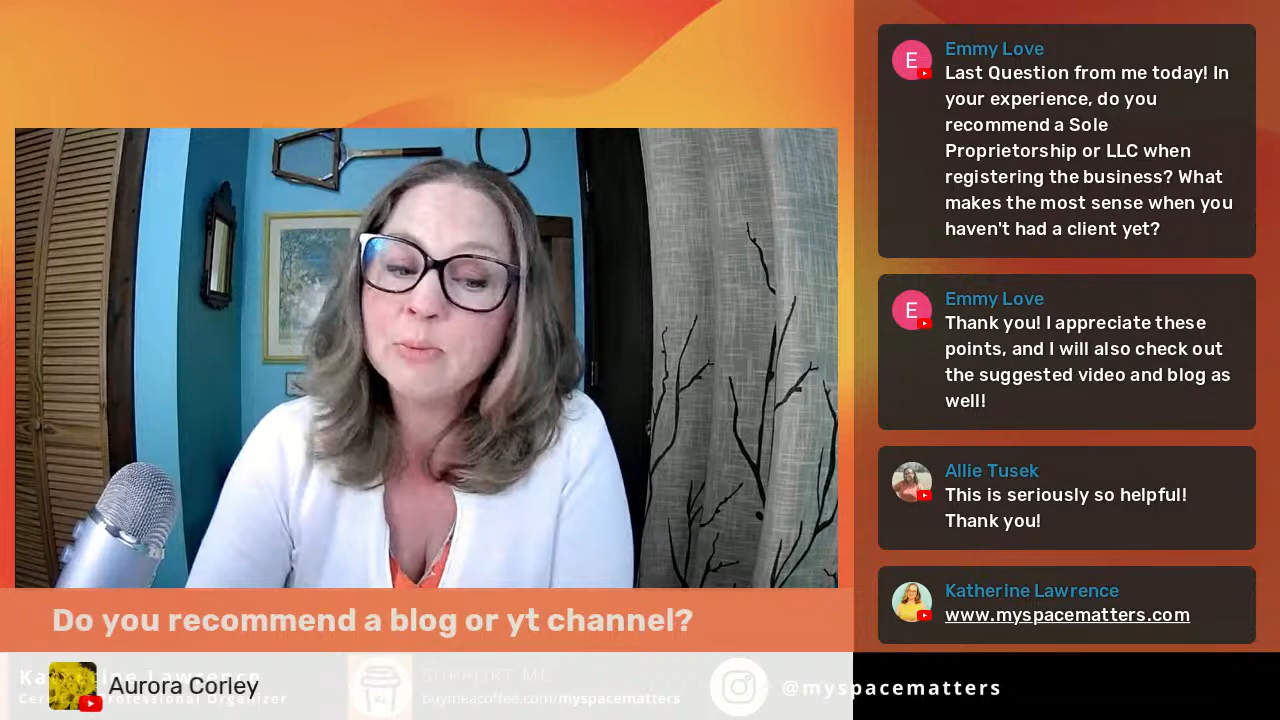 E
Emmy Love
Last Question from me today! In
your experience, do you
recommend a Sole
Proprietorship or LLC when
registering the business? What
makes the most sense when you
haven't had a client yet?
E
Emmy Love
Thank you! I appreciate these
points, and I will also check out
the suggested video and blog as
well!
Allie Tusek
This is seriously so helpful!
Thank you!
Katherine Lawrence
www.myspacematters.com
Do you recommend a blog or yt channel?
Aurora Corley
Professional Organizer
SUPPORT ME
buymeacoffee.com/myspacematters
@myspacematters